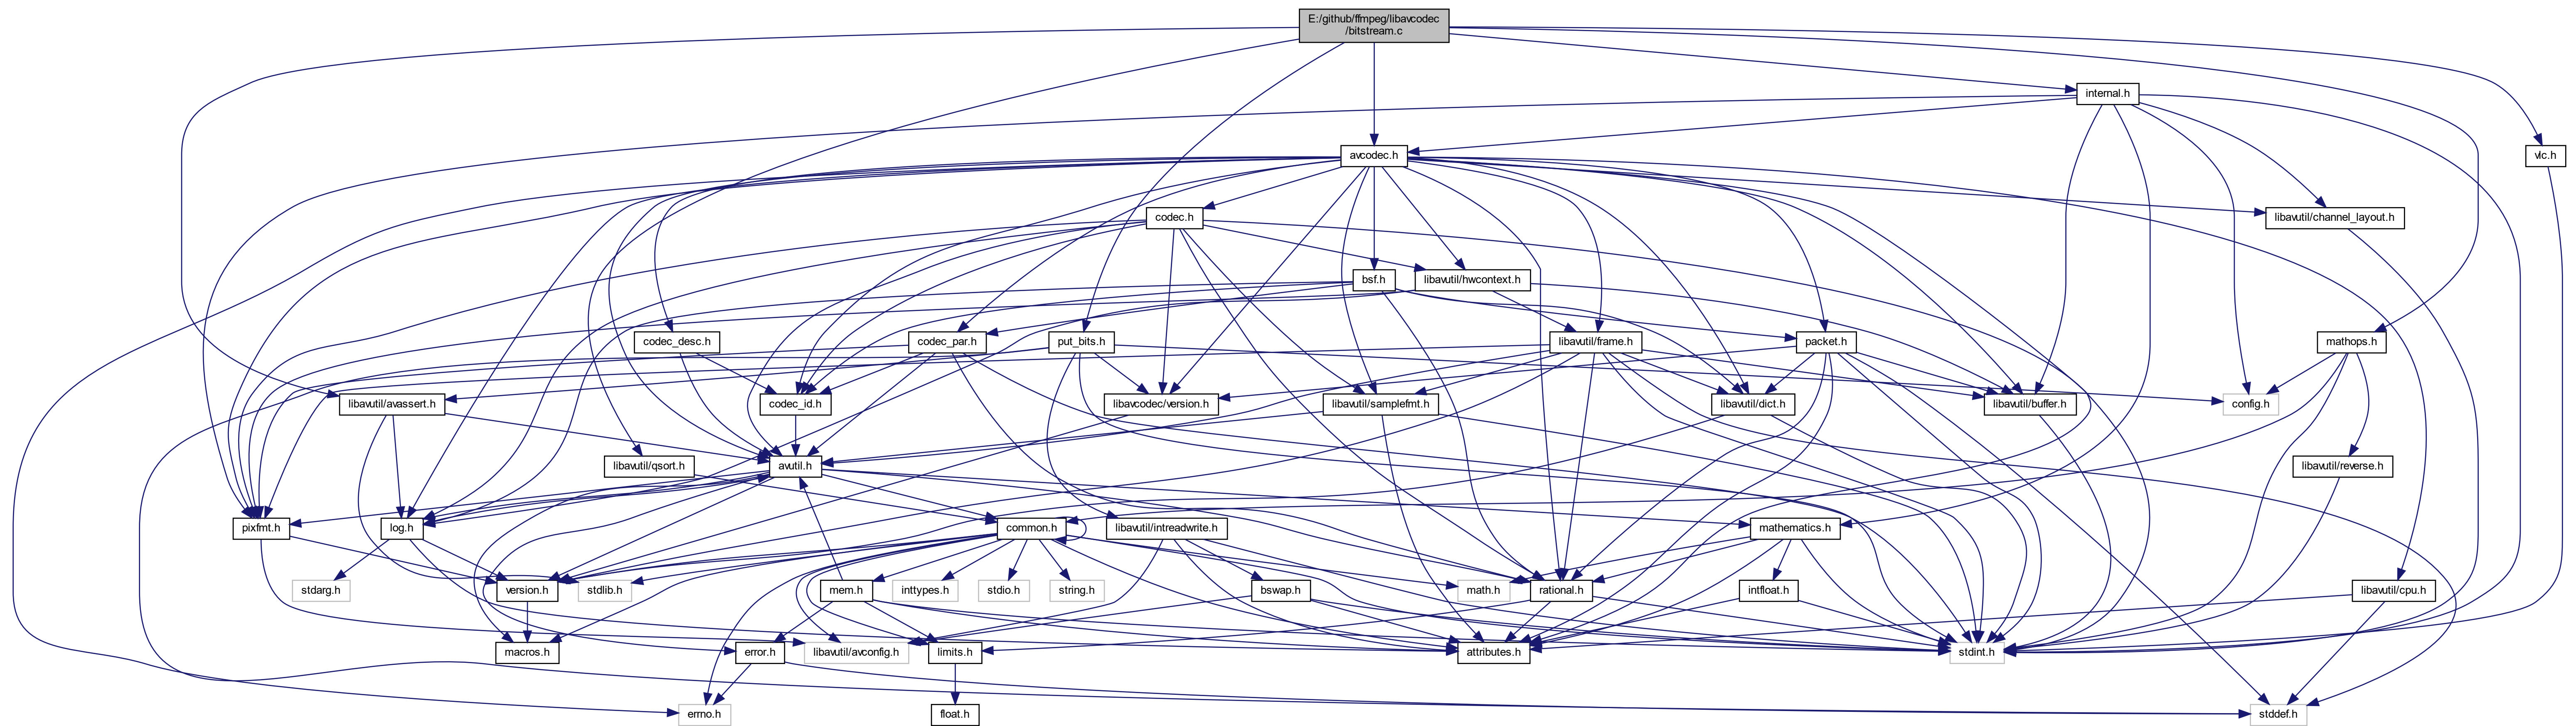 E:/github/ffmpeg/libavcodec
/bitstream.c
internal.h
avcodec.h
vlc.h
codec.h
libavutil/channel_layout.h
bsf.h
libavutil/hwcontext.h
codec_desc.h
codec_par.h
put_bits.h
libavutil/frame.h
packet.h
mathops.h
libavutil/avassert.h
codec_id.h
libavcodec/version.h
libavutil/samplefmt.h
libavutil/dict.h
libavutil/buffer.h
config.h
libavutil/qsort.h
avutil.h
libavutil/reverse.h
pixfmt.h
log.h
common.h
libavutil/intreadwrite.h
mathematics.h
stdarg.h
version.h
stdlib.h
mem.h
inttypes.h
stdio.h
string.h
bswap.h
math.h
rational.h
intfloat.h
libavutil/cpu.h
macros.h
error.h
libavutil/avconfig.h
limits.h
attributes.h
stdint.h
errno.h
float.h
stddef.h